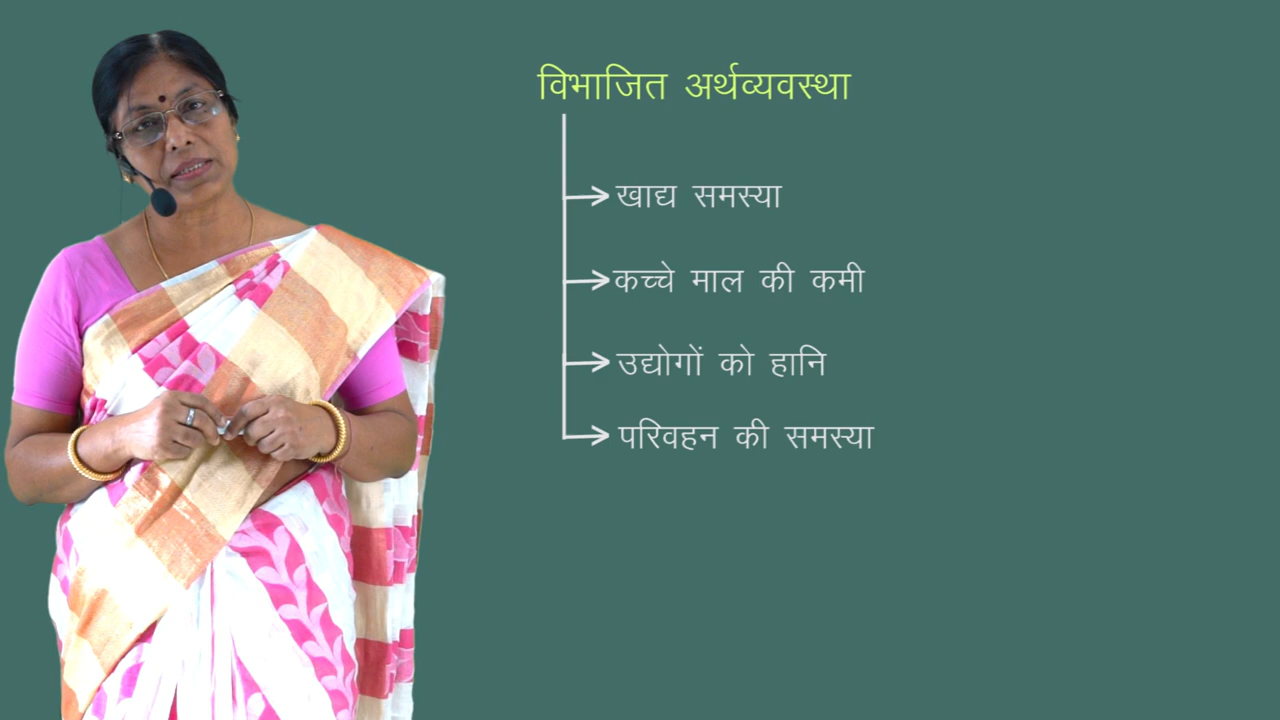 विभाजित अर्थव्यवस्था
खाद्य समस्या
कच्चे माल की कमी
उद्योगों को हानि
परिवहन की समस्या